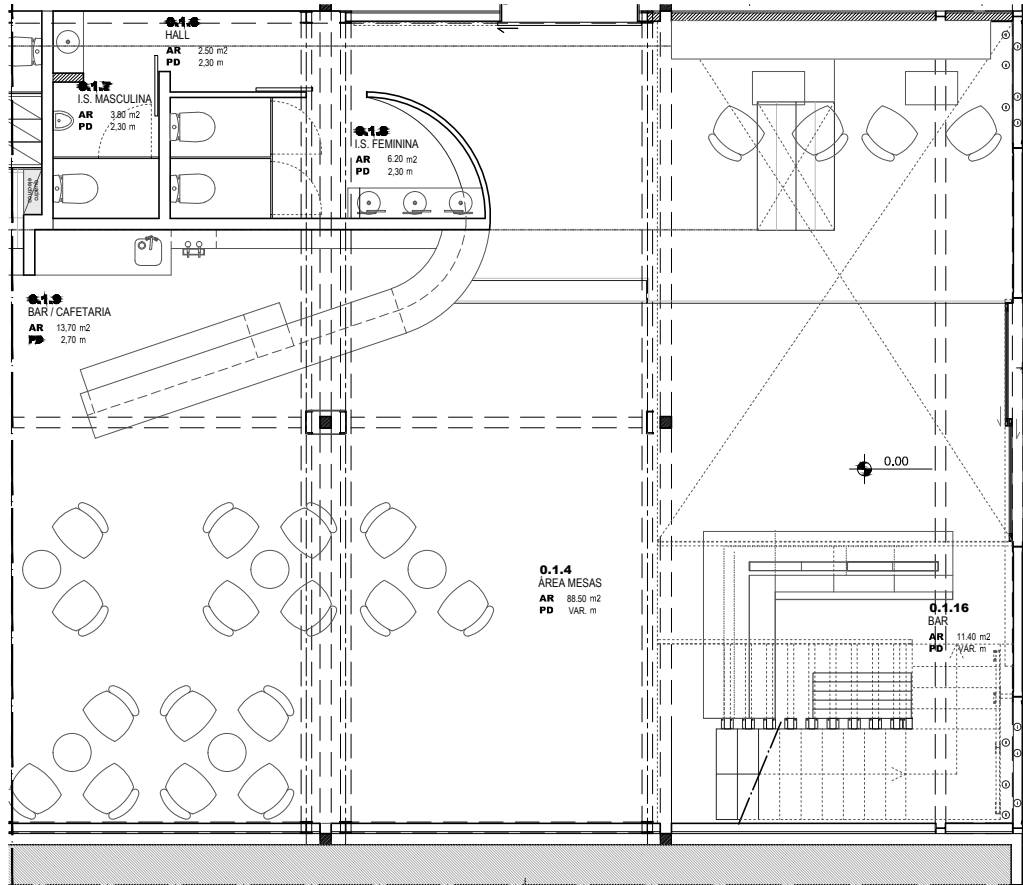 0.1.6
HALL
AR 2.50 m2
PD 2,30 m
0.1.7
I.S. MASCULINA
AR 3.80 m2
PD 2,30 m
0.1.8
I.S. FEMININA
AR 6.20 m2
PD 2,30 m
quadro
eléctrico
0.1.9
BAR / CAFETARIA
AR 13,70 m2
PD 2,70 m
0.00
0.1.4
ÁREA MESAS
AR 88.50 m2
PD VAR. m
0.1.16
BAR
AR 11.40 m2
PD VAR. m